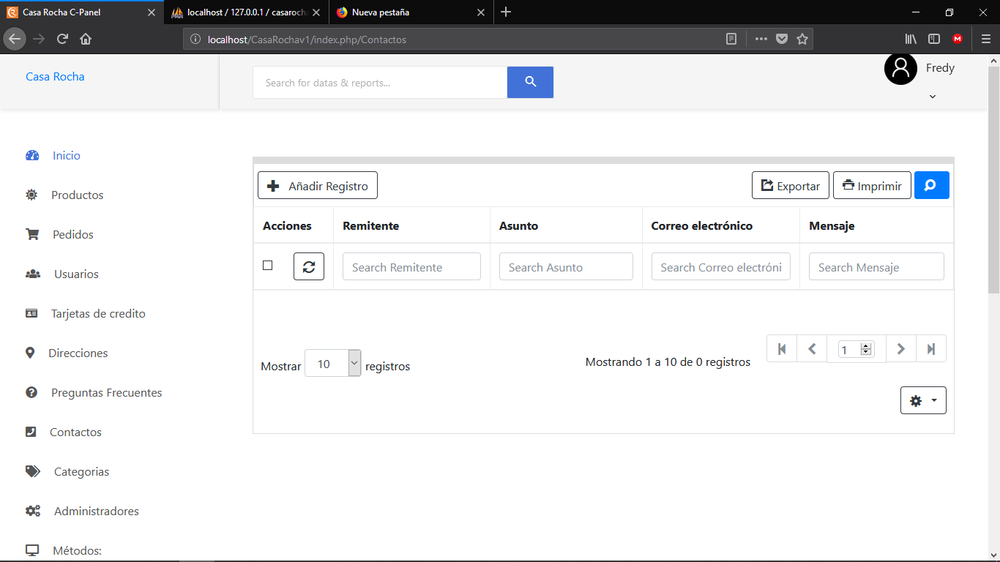 Casa Rocha C-Panel
localhost / 127.0.0.1 / casarocha
Nueva pestaña
localhost/CasaRochav1/index.php/Contactos
Casa Rocha
Search for datas & reports...
Fredy
Inicio
Productos
Pedidos
Usuarios
Tarjetas de credito
Direcciones
Preguntas Frecuentes
Contactos
Categorias
Administradores
Métodos:
Añadir Registro
Exportar
Imprimir
Acciones Remitente Asunto Correo electrónico Mensaje
Search Remitente Search Asunto Search Correo electróni Search Mensaje
Mostrar 10 registros
Mostrando 1 a 10 de 0 registros
1